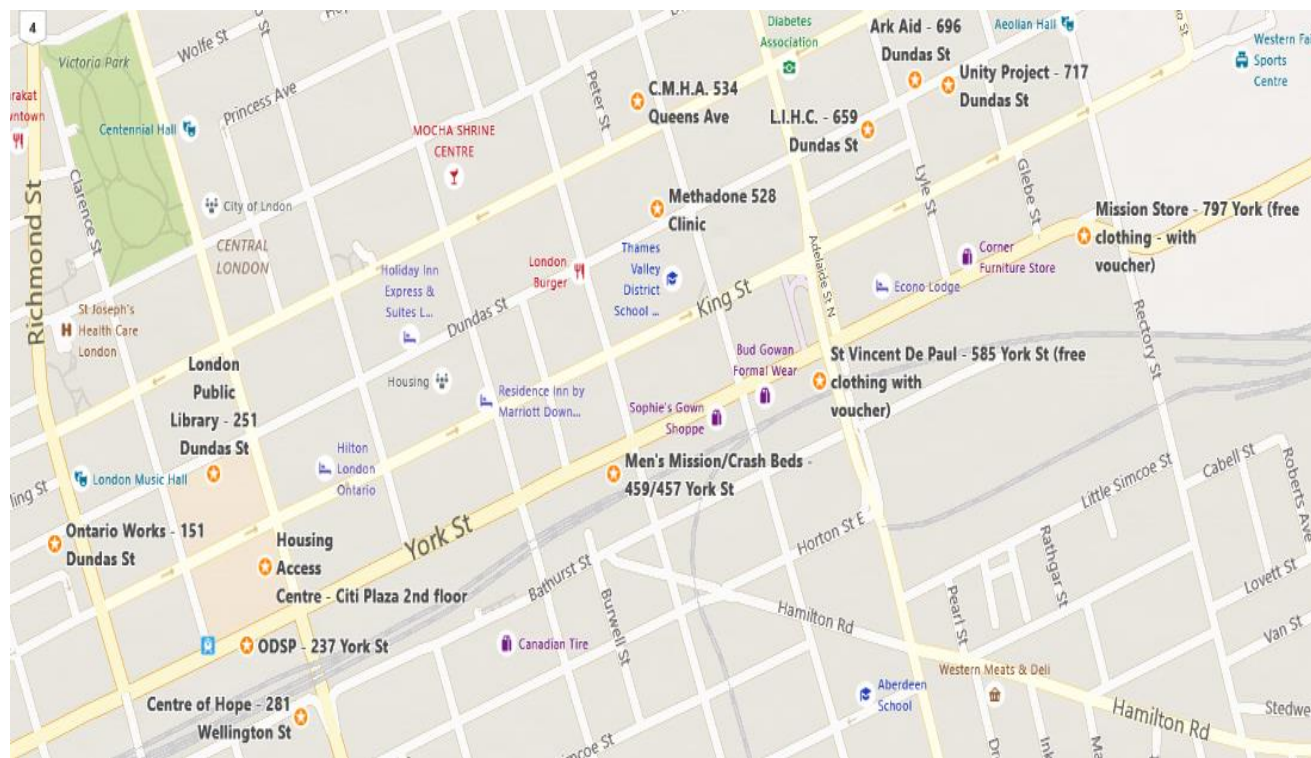 4
Victoria Park
Wolfe St
Princess Ave
Centennial Hall
Richmond St
Clarence St
City of Lndon
CENTRAL
LONDON
St Joseph's
Health Care
London
MOCHA SHRINE
CENTRE
Peter St
C.M.H.A. 534
Queens Ave
Diabetes
Association
Ark Aid - 696
Dundas St
Aeolian Hall
Western Fai
Sports
Centre
Unity Project - 717
Dundas St
L.I.H.C. - 659
Dundas St
Lyle St
Glebe St
Methadone 528
Clinic
Thames
Valley
District
School ...
London
Burger
Holiday Inn
Express &
Suites L...
Dundas St
King St
Adelaide St N
Mission Store - 797 York (free
clothing - with
voucher)
Corner
Furniture Store
Econo Lodge
Rectory St
Bud Gowan
Formal Wear
St Vincent De Paul - 585 York St (free
clothing with
voucher)
Sophie's Gown
Shoppe
Housing
Residence Inn by
Marriott Down...
London
Public
Library - 251
Dundas St
London Music Hall
Hilton
London
Ontario
Men's Mission/Crash Beds -
459/457 York St
Ontario Works - 151
Dundas St
Housing
Access
Centre - Citi Plaza 2nd floor
York St
ODSP - 237 York St
Centre of Hope - 281
Wellington St
Bathurst St
Burwell St
Canadian Tire
Horton St E
Hamilton Rd
Little Simcoe St
Cabell St
Roberts Ave
Rathgar St
Pearl St
Lovett St
Van St
Western Meats & Deli
Aberdeen
School
Hamilton Rd
Stedwe
mcoe St